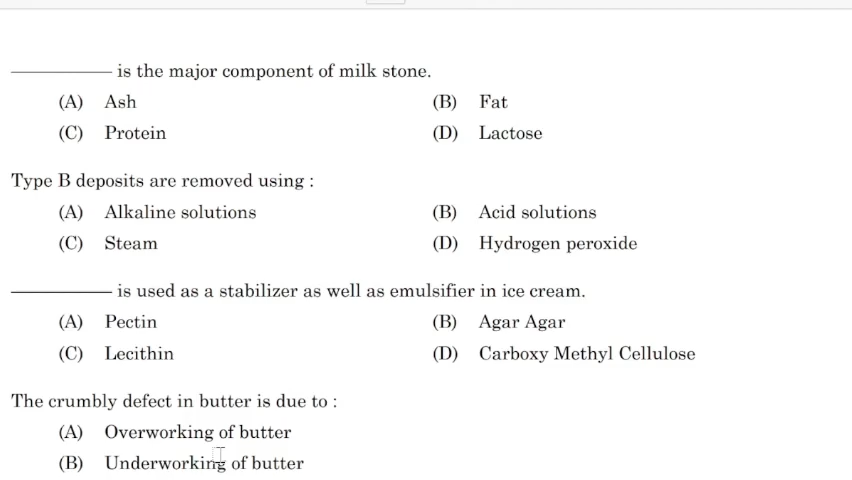 __________ is the major component of milk stone.
(A) Ash (B) Fat
(C) Protein (D) Lactose
Type B deposits are removed using :
(A) Alkaline solutions (B) Acid solutions
(C) Steam (D) Hydrogen peroxide
__________ is used as a stabilizer as well as emulsifier in ice cream.
(A) Pectin (B) Agar Agar
(C) Lecithin (D) Carboxy Methyl Cellulose
The crumbly defect in butter is due to :
(A) Overworking of butter
(B) Underworking of butter